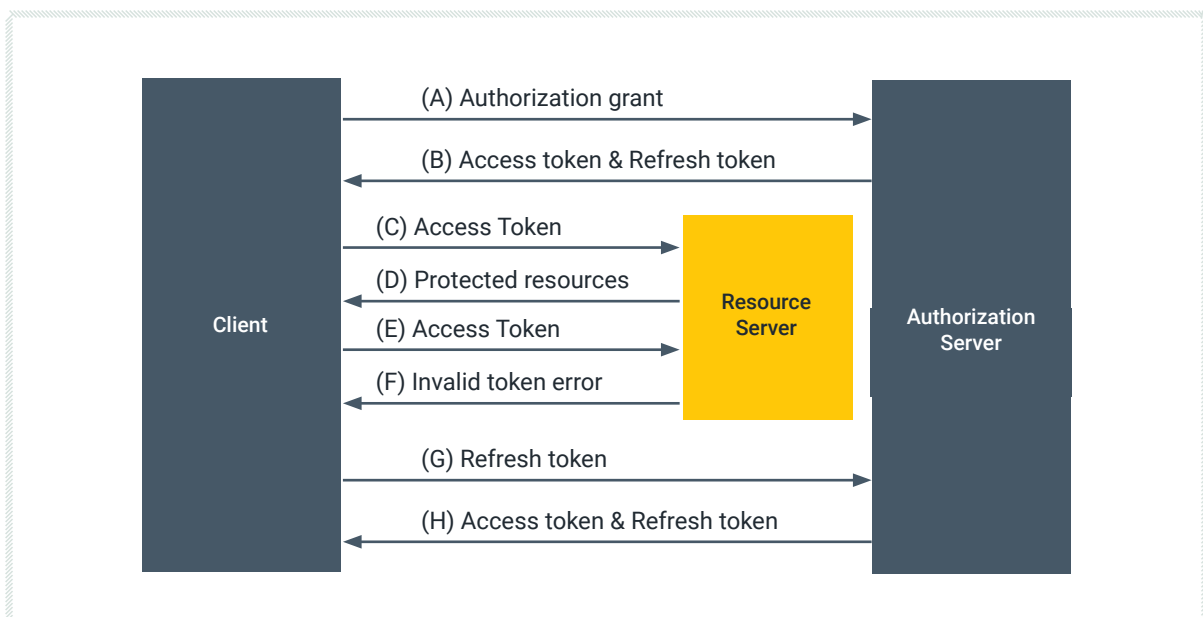 (A) Authorization grant
(B) Access token & Refresh token
(C) Access Token
(D) Protected resources
(E) Access Token
(F) Invalid token error
(G) Refresh token
(H) Access token & Refresh token
Client
Resource
Server
Authorization
Server